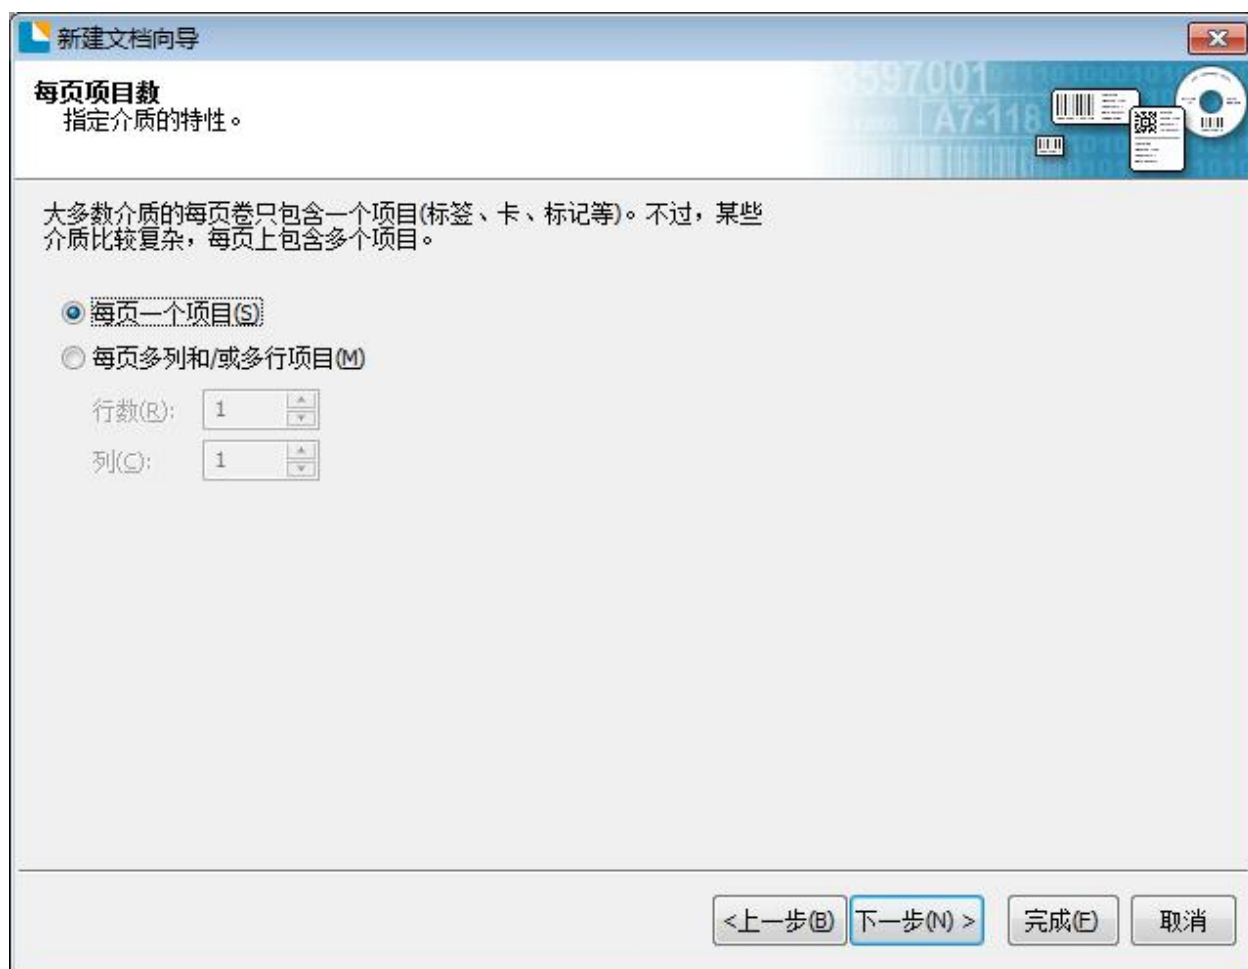 新建文档向导
每页项目数
指定介质的特性。
3597001
A7-118
大多数介质的每页卷只包含一个项目(标签、卡、标记等)。不过，某些
介质比较复杂，每页上包含多个项目。
每页一个项目(S)
每页多列和/或多行项目(M)
行数(R): 1
列(C): 1
<上一步(B) 下一步(N) > 完成(F) 取消